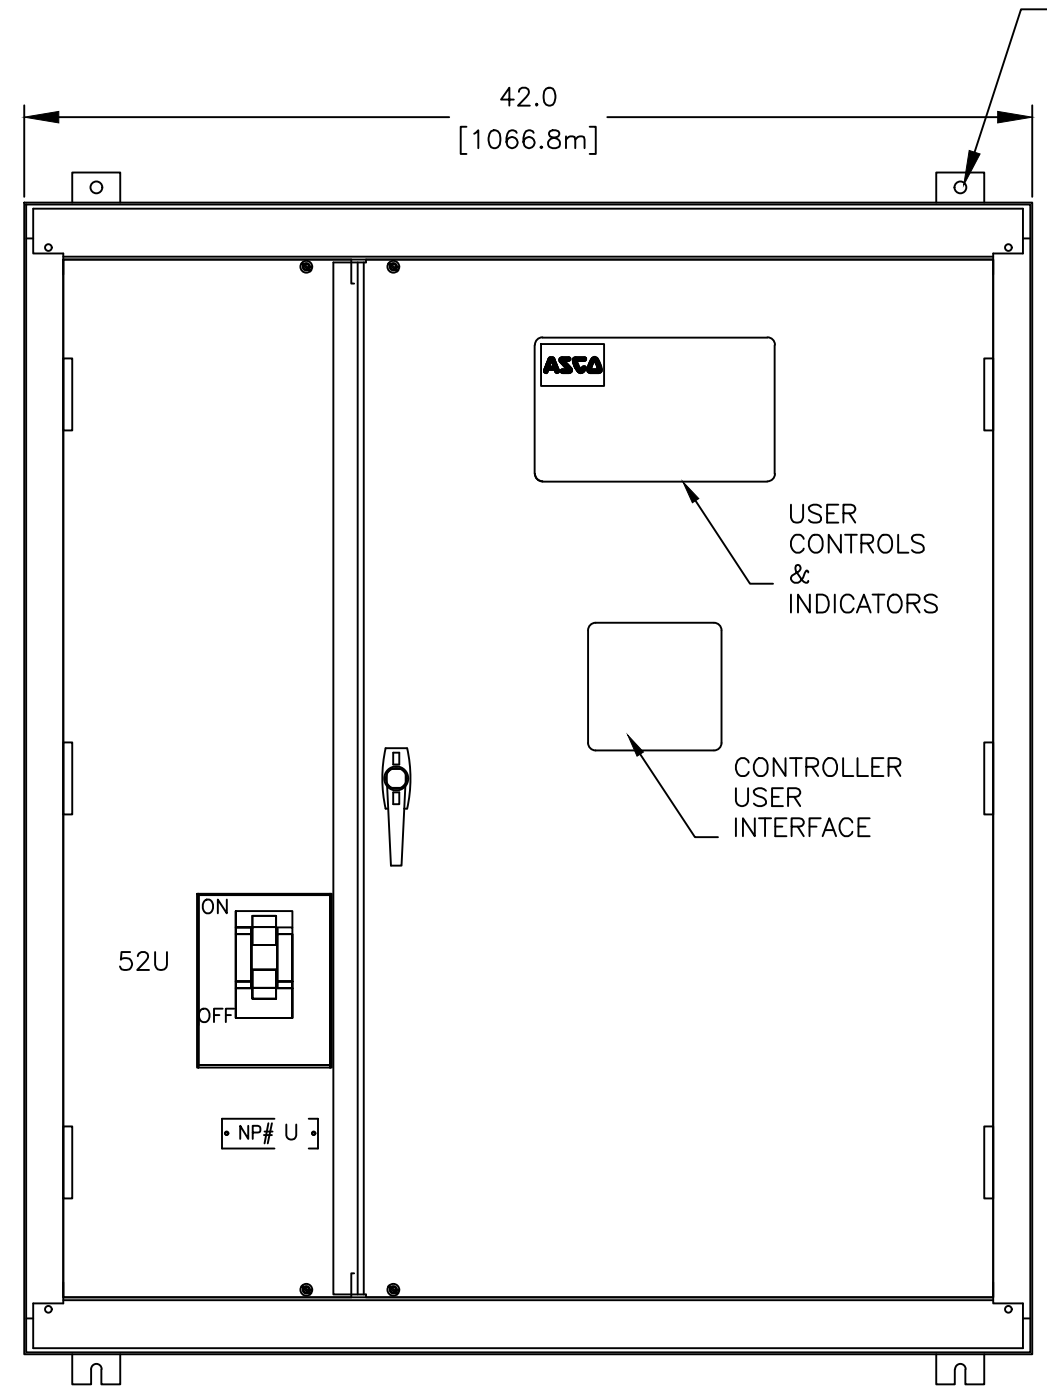 42.0
[1066.8m]
ASCO
USER
CONTROLS
&
INDICATORS
CONTROLLER
USER
INTERFACE
ON
52U
OFF
NP# U